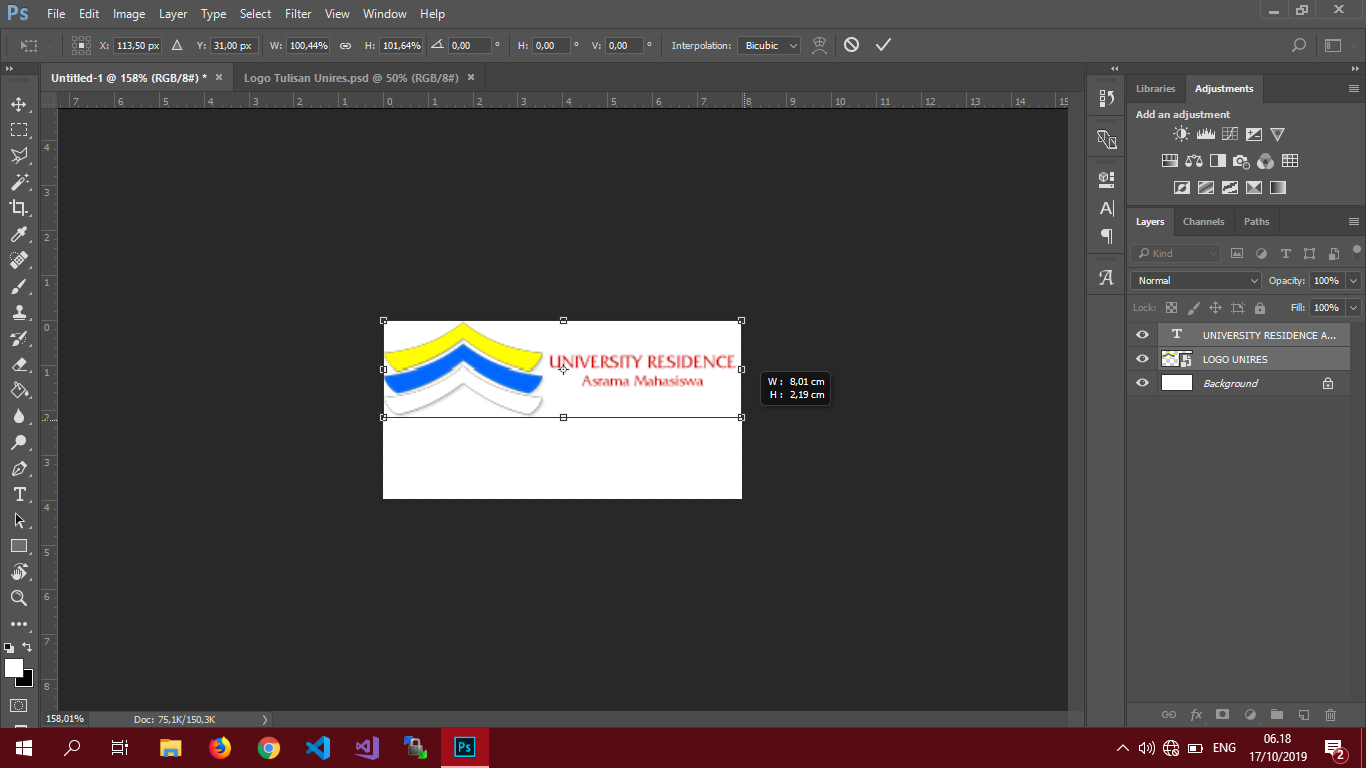 Ps File Edit Image Layer Type Select Filter View Window Help
X: 113,50 px Y: 31,00 px W: 100,44% H: 101,64% 0,00 ° H: 0,00 ° V: 0,00 ° Interpolation: Bicubic
Untitled-1 @ 158% (RGB/8#) * × Logo Tulisan Unires.psd @ 50% (RGB/8#) ×
7 6 5 4 3 2 1 0 1 2 3 4 5 6 7 8 9 10 11 12 13 14 15
4
3
2
1
0
1
2
3
4
5
6
7
8
UNIVERSITY RESIDENCE
Asrama Mahasiswa
W : 8,01 cm
H : 2,19 cm
Libraries Adjustments
Add an adjustment
Layers Channels Paths
Kind
Normal Opacity: 100%
Lock: Fill: 100%
UNIVERSITY RESIDENCE A...
LOGO UNIRES
Background
158,01% Doc: 75,1K/150,3K
Ps ENG 06.18
17/10/2019 2